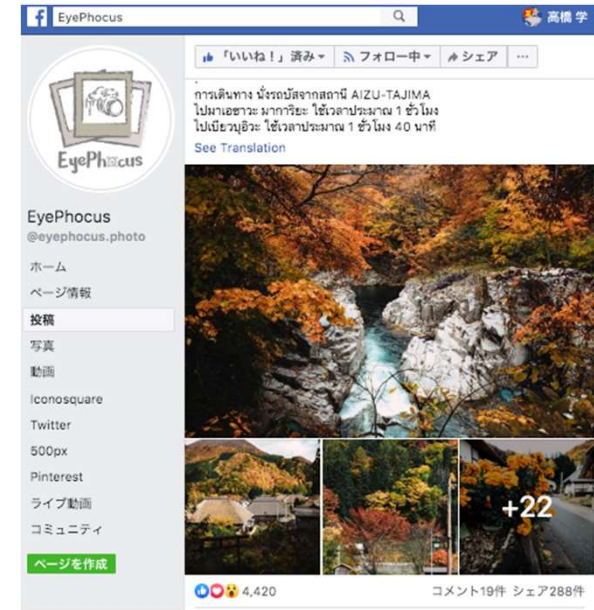 EyePhocus
高橋 学
「いいね！」済み
フォロー中
シェア
...
การเดินทาง นั่งรถบัสจากสถานี AIZU-TAJIMA
ไปมาเอซาวะ มาการิยะ ใช้เวลาประมาณ 1 ชั่วโมง
ไปเบียวบุอิวะ ใช้เวลาประมาณ 1 ชั่วโมง 40 นาที
See Translation
EyePhocus
EyePhocus
@eyephocus.photo
ホーム
ページ情報
投稿
写真
動画
Iconosquare
Twitter
500px
Pinterest
ライブ動画
コミュニティ
ページを作成
+22
4,420
コメント19件 シェア288件